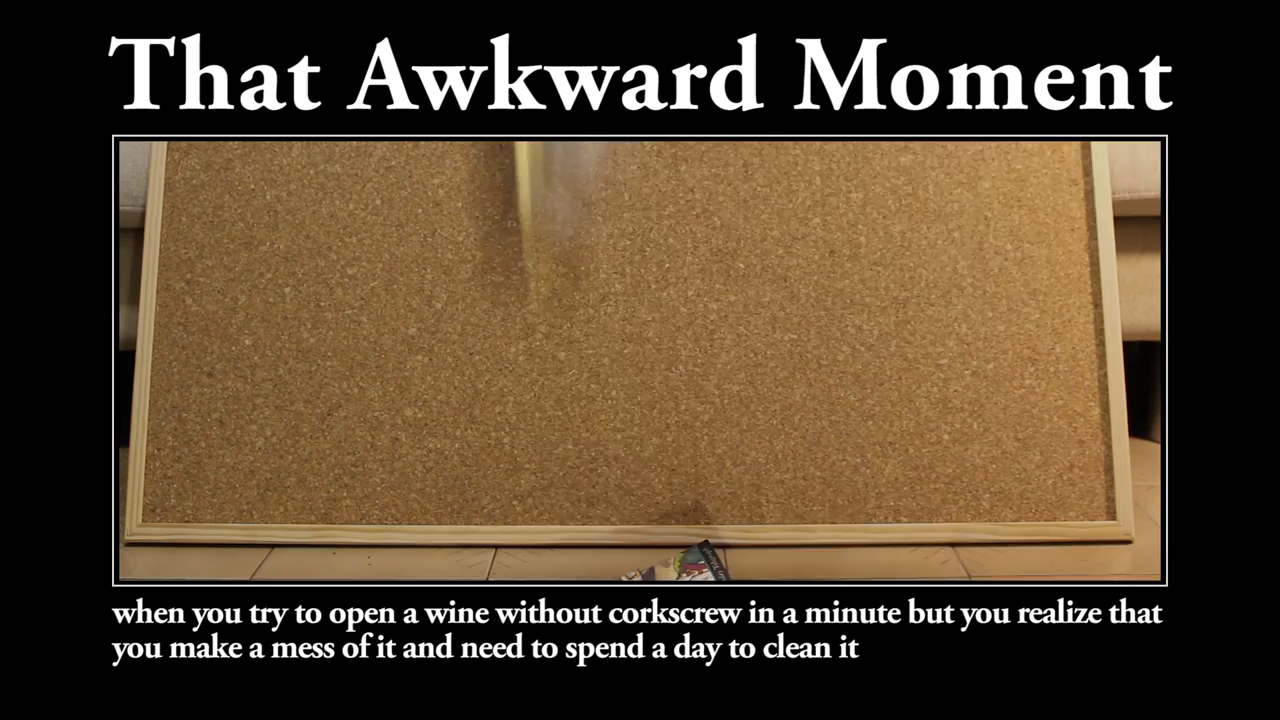 That Awkward Moment
when you try to open a wine without corkscrew in a minute but you realize that
you make a mess of it and need to spend a day to clean it